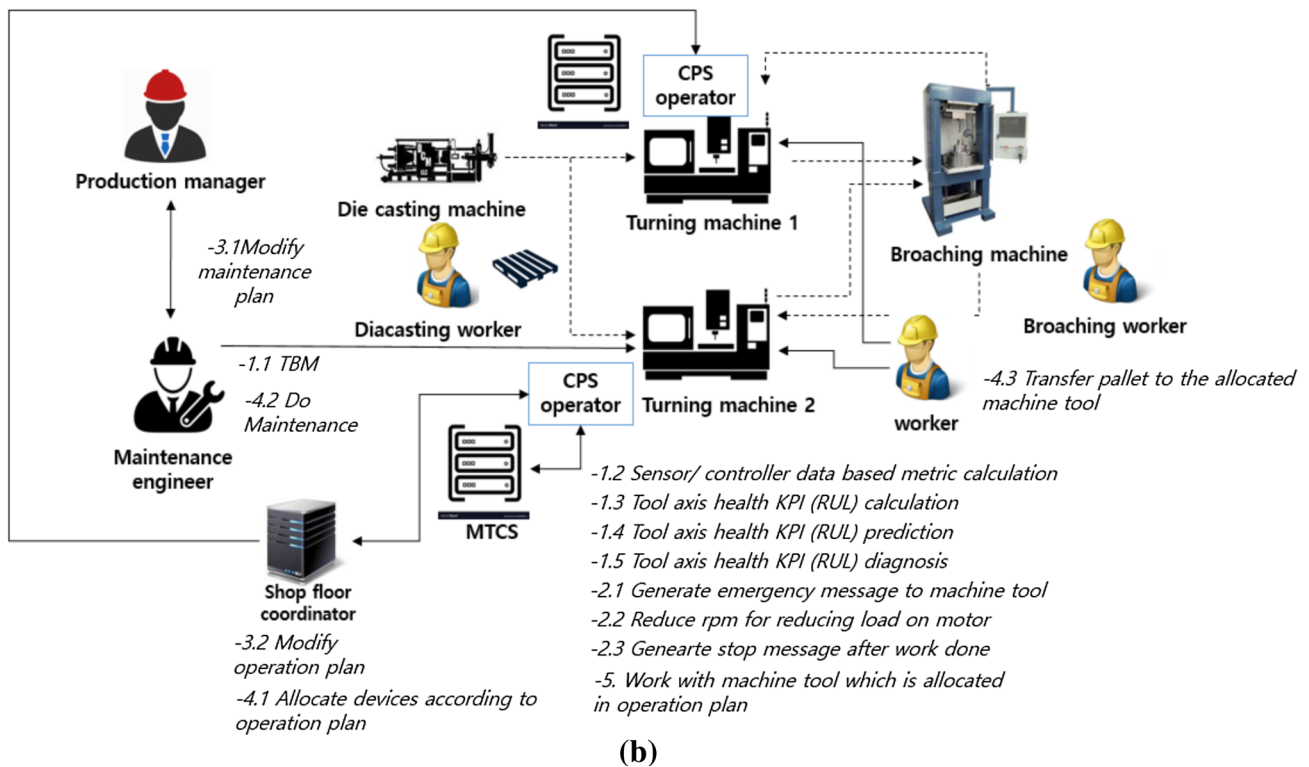 CPS
operator
Production manager
Die casting machine
Turning machine 1
Broaching machine
-3.1Modify
maintenance
plan
Diacasting worker
Broaching worker
-1.1 TBM
-4.2 Do
Maintenance
CPS
operator
Turning machine 2
worker
-4.3 Transfer pallet to the allocated
machine tool
Maintenance
engineer
MTCS
-1.2 Sensor/ controller data based metric calculation
-1.3 Tool axis health KPI (RUL) calculation
-1.4 Tool axis health KPI (RUL) prediction
-1.5 Tool axis health KPI (RUL) diagnosis
-2.1 Generate emergency message to machine tool
-2.2 Reduce rpm for reducing load on motor
-2.3 Genearte stop message after work done
-5. Work with machine tool which is allocated
in operation plan
Shop floor
coordinator
-3.2 Modify
operation plan
-4.1 Allocate devices according to
operation plan
(b)